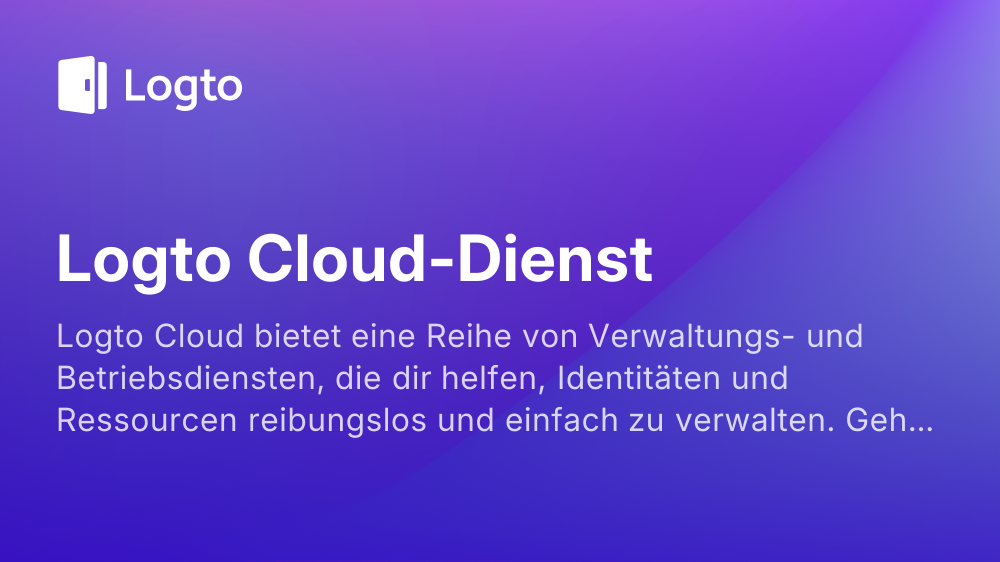 Logto
Logto Cloud-Dienst
Logto Cloud bietet eine Reihe von Verwaltungs- und
Betriebsdiensten, die dir helfen, Identitäten und
Ressourcen reibungslos und einfach zu verwalten. Geh...